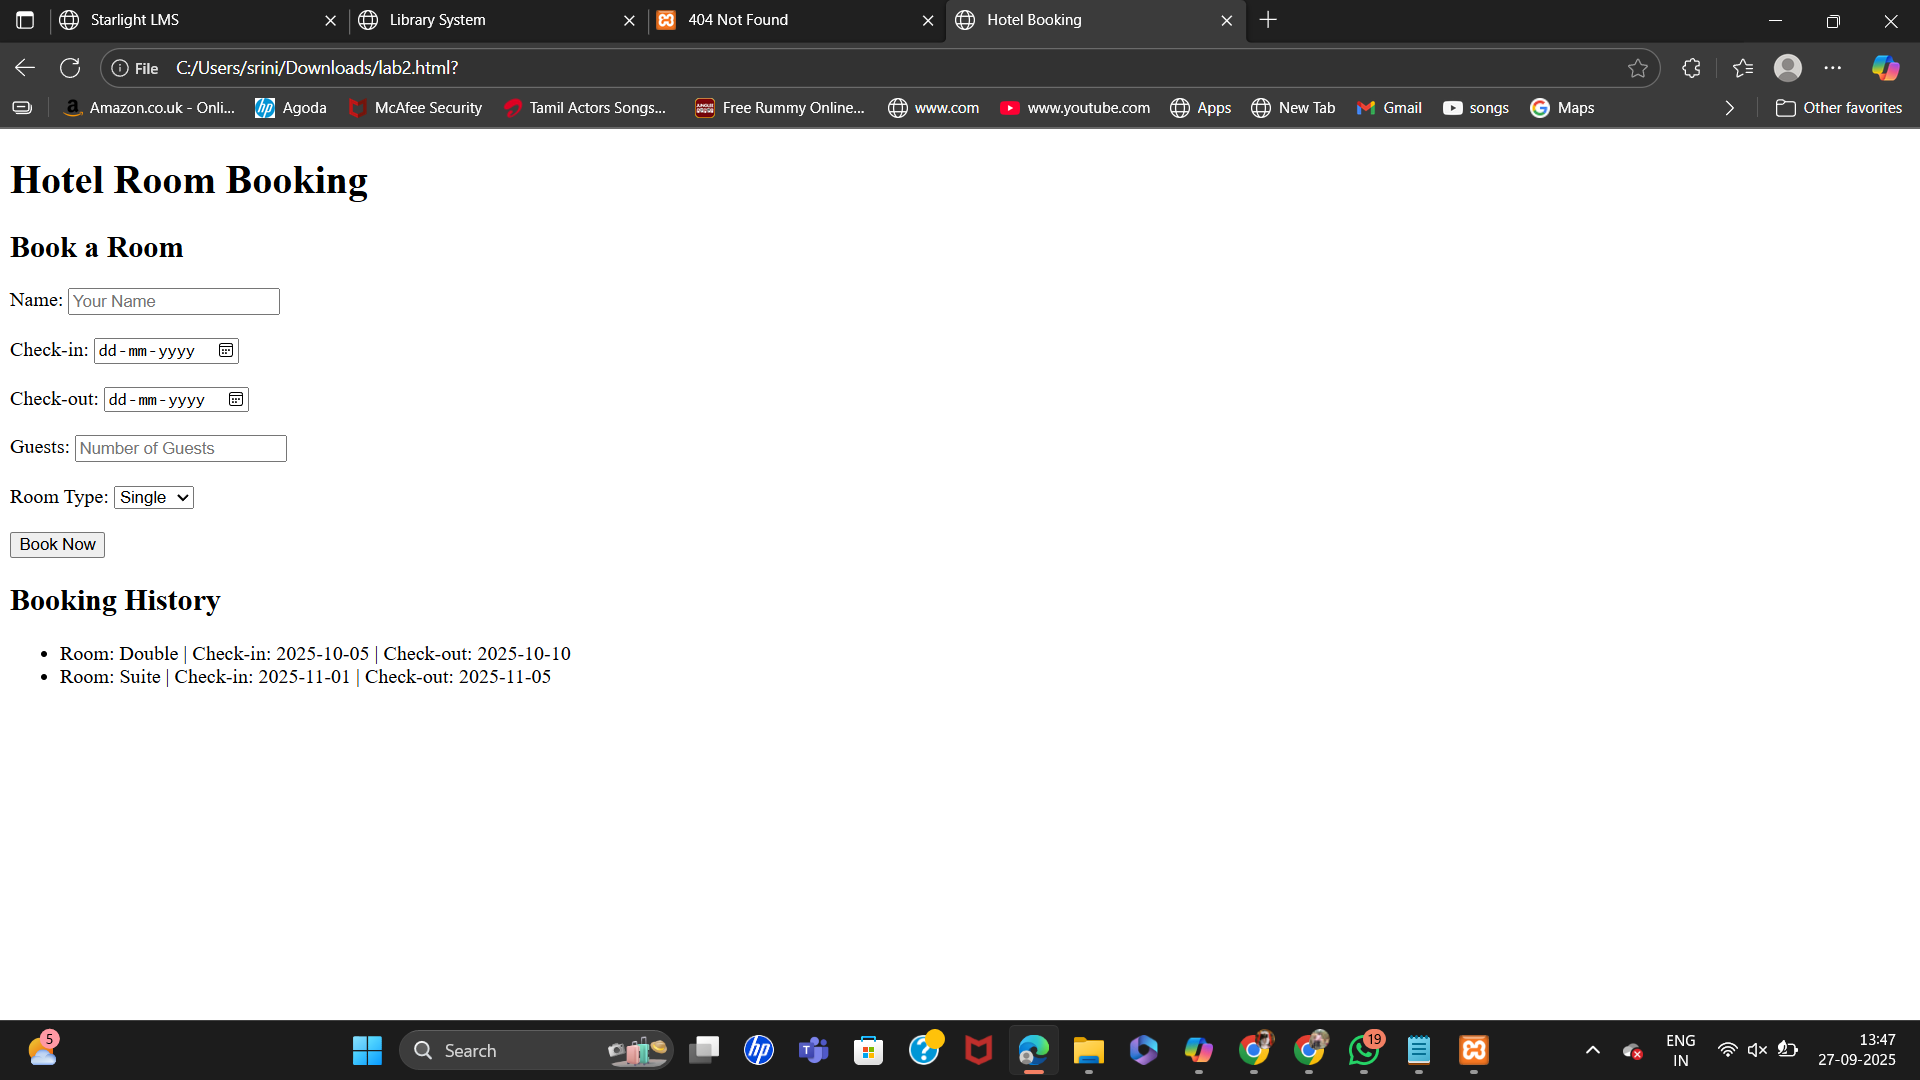 Starlight LMS
Library System
404 Not Found
Hotel Booking
File
C:/Users/srini/Downloads/lab2.html?
Amazon.co.uk - Onli...
Agoda
McAfee Security
Tamil Actors Songs...
Free Rummy Online...
www.com
www.youtube.com
Apps
New Tab
Gmail
songs
Maps
Other favorites
Hotel Room Booking
Book a Room
Name: Your Name
Check-in: dd-mm-yyyy
Check-out: dd-mm-yyyy
Guests: Number of Guests
Room Type: Single
Book Now
Booking History
• Room: Double | Check-in: 2025-10-05 | Check-out: 2025-10-10
• Room: Suite | Check-in: 2025-11-01 | Check-out: 2025-11-05
5
Search
19
ENG
IN
13:47
27-09-2025